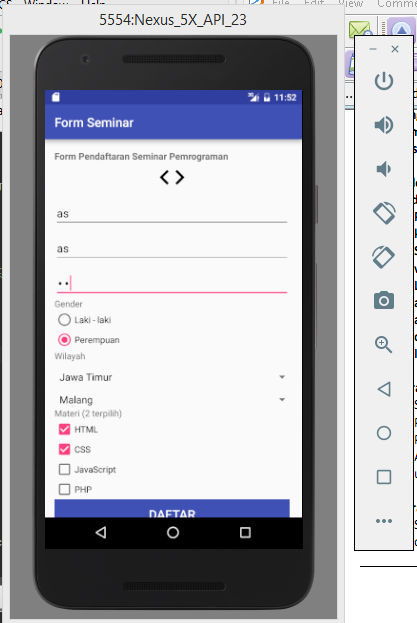 Window Help
File Edit View Comme
5554:Nexus_5X_API_23
11:52
Form Seminar
Form Pendaftaran Seminar Pemrograman
< >
as
as
Gender
Laki - laki
Perempuan
Wilayah
Jawa Timur
Malang
Materi (2 terpilih)
HTML
CSS
JavaScript
PHP
DAFTAR